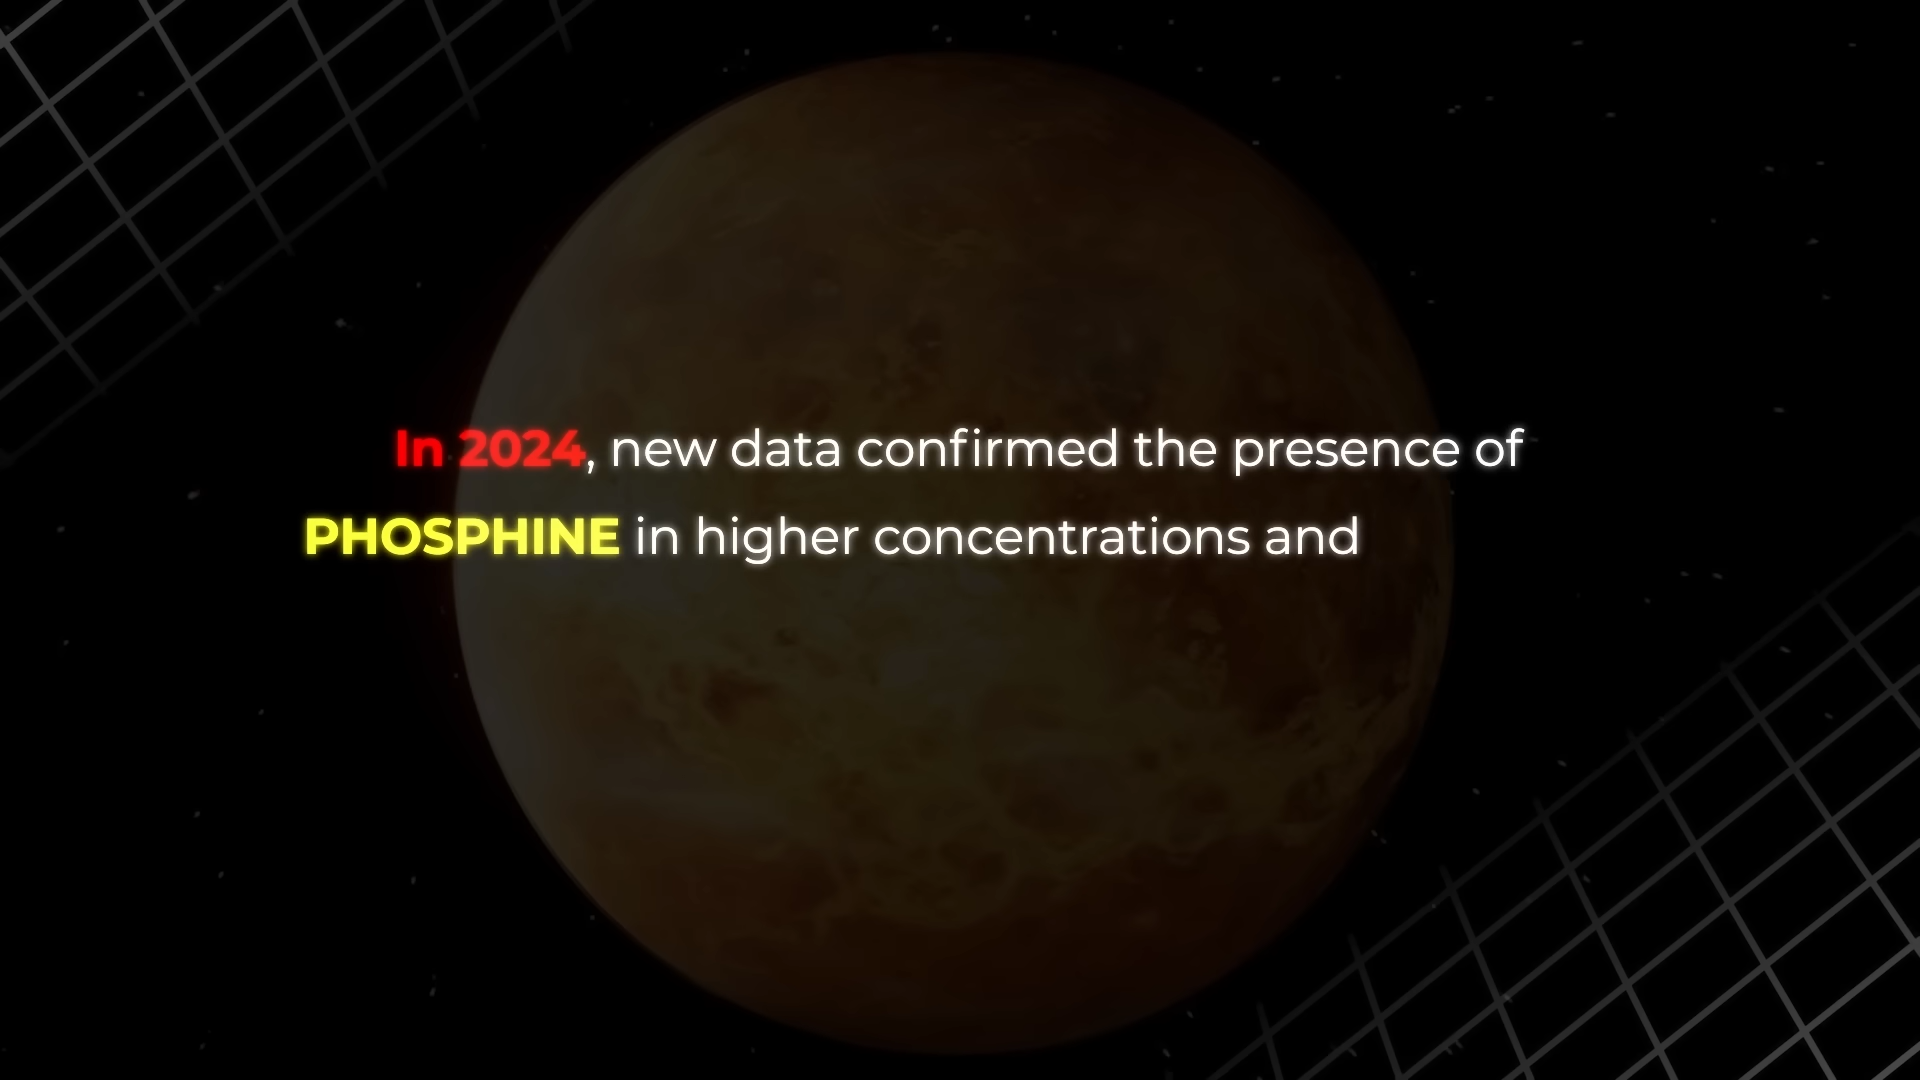 In 2024, new data confirmed the presence of
PHOSPHINE in higher concentrations and